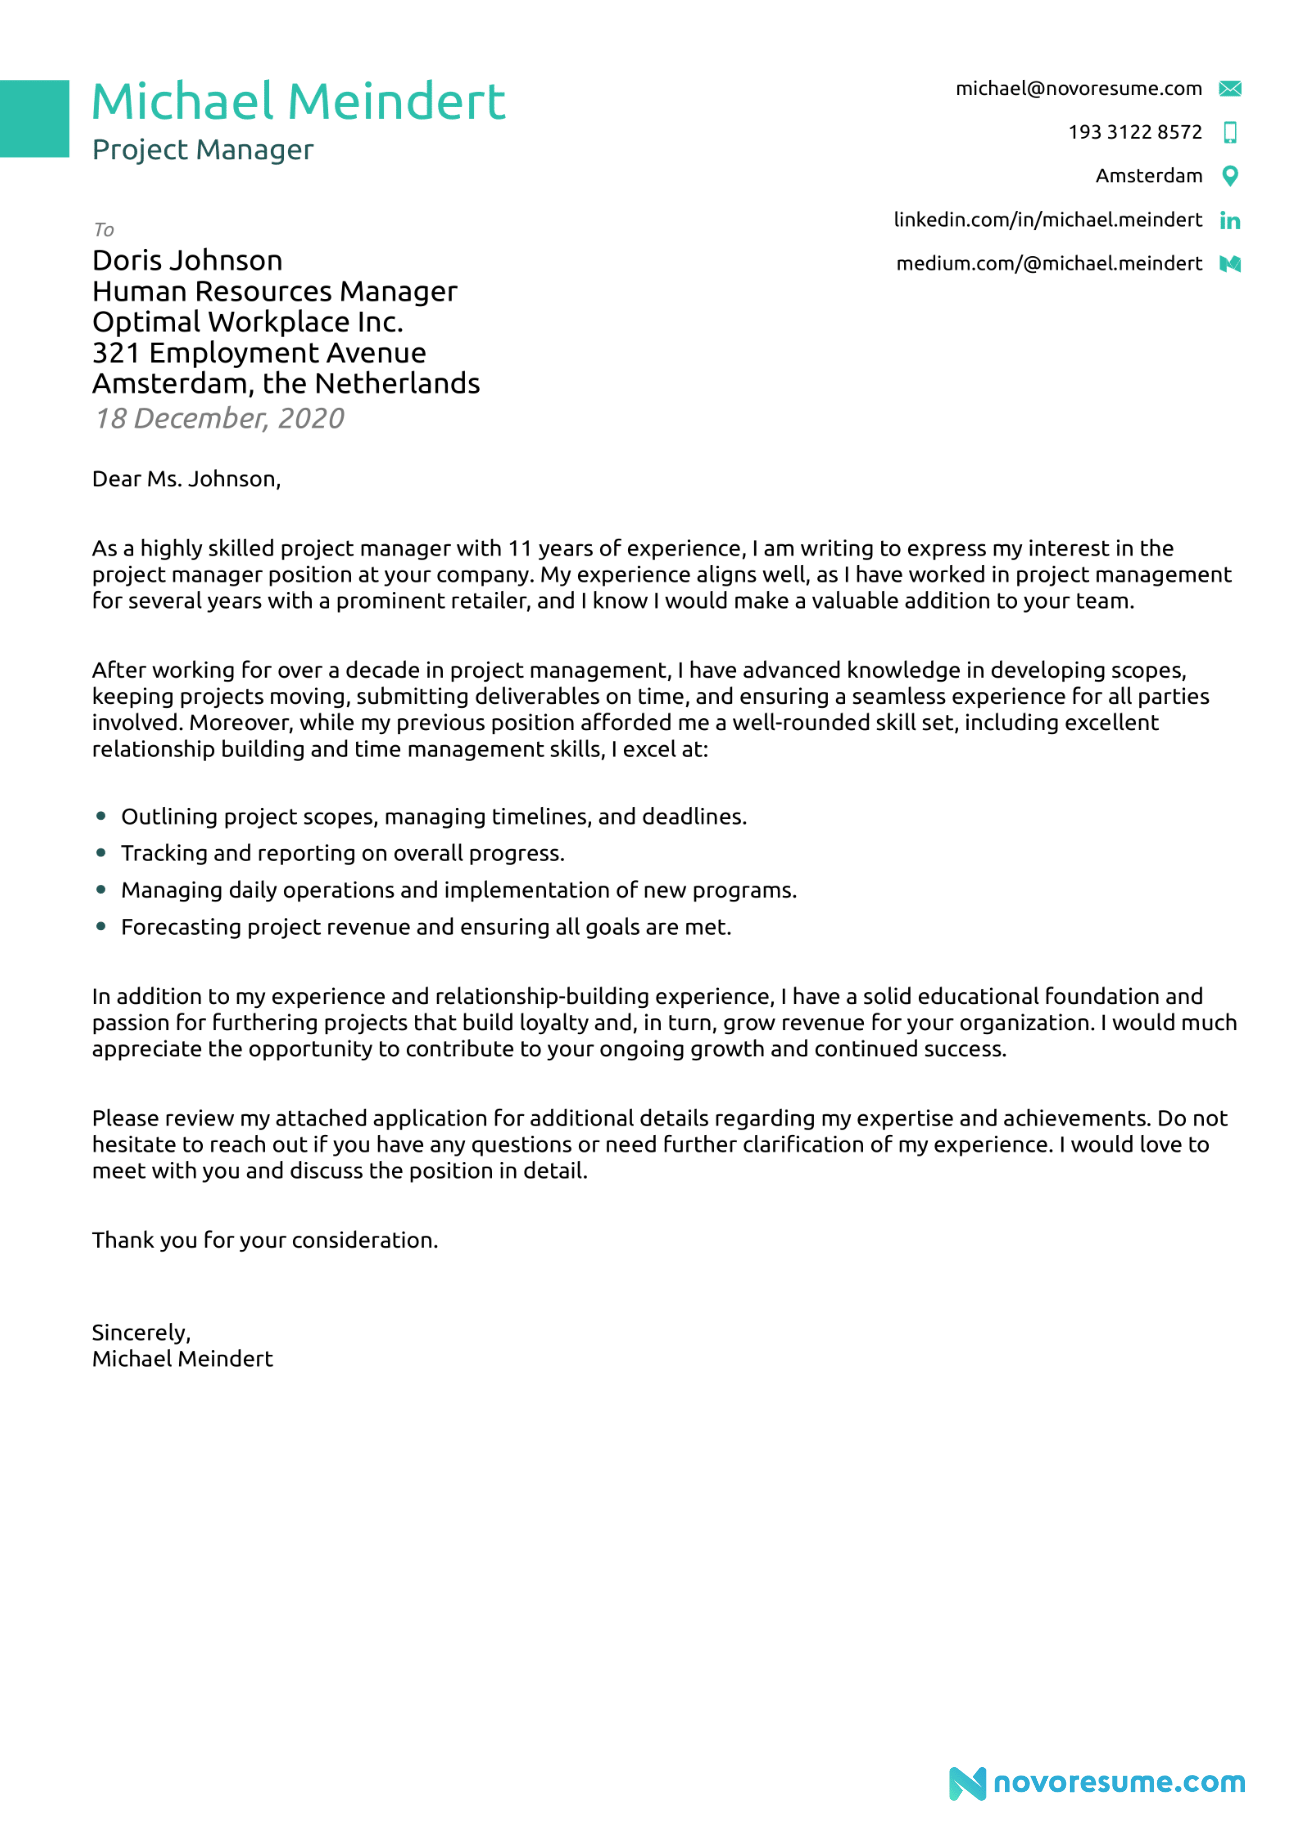 Michael Meindert
Project Manager
michael@novoresume.com
193 3122 8572
Amsterdam
linkedin.com/in/michael.meindert
medium.com/@michael.meindert
To
Doris Johnson
Human Resources Manager
Optimal Workplace Inc.
321 Employment Avenue
Amsterdam, the Netherlands
18 December, 2020
Dear Ms. Johnson,
As a highly skilled project manager with 11 years of experience, I am writing to express my interest in the
project manager position at your company. My experience aligns well, as I have worked in project management
for several years with a prominent retailer, and I know I would make a valuable addition to your team.
After working for over a decade in project management, I have advanced knowledge in developing scopes,
keeping projects moving, submitting deliverables on time, and ensuring a seamless experience for all parties
involved. Moreover, while my previous position afforded me a well-rounded skill set, including excellent
relationship building and time management skills, I excel at:
• Outlining project scopes, managing timelines, and deadlines.
• Tracking and reporting on overall progress.
• Managing daily operations and implementation of new programs.
• Forecasting project revenue and ensuring all goals are met.
In addition to my experience and relationship-building experience, I have a solid educational foundation and
passion for furthering projects that build loyalty and, in turn, grow revenue for your organization. I would much
appreciate the opportunity to contribute to your ongoing growth and continued success.
Please review my attached application for additional details regarding my expertise and achievements. Do not
hesitate to reach out if you have any questions or need further clarification of my experience. I would love to
meet with you and discuss the position in detail.
Thank you for your consideration.
Sincerely,
Michael Meindert
novoresume.com